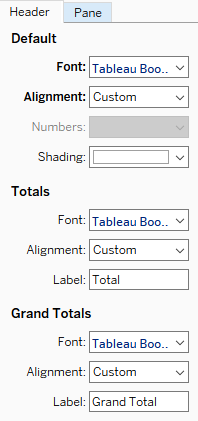 Header Pane
Default
Font: Tableau Boo..
Alignment: Custom
Numbers:
Shading:
Totals
Font: Tableau Boo..
Alignment: Custom
Label: Total
Grand Totals
Font: Tableau Boo..
Alignment: Custom
Label: Grand Total